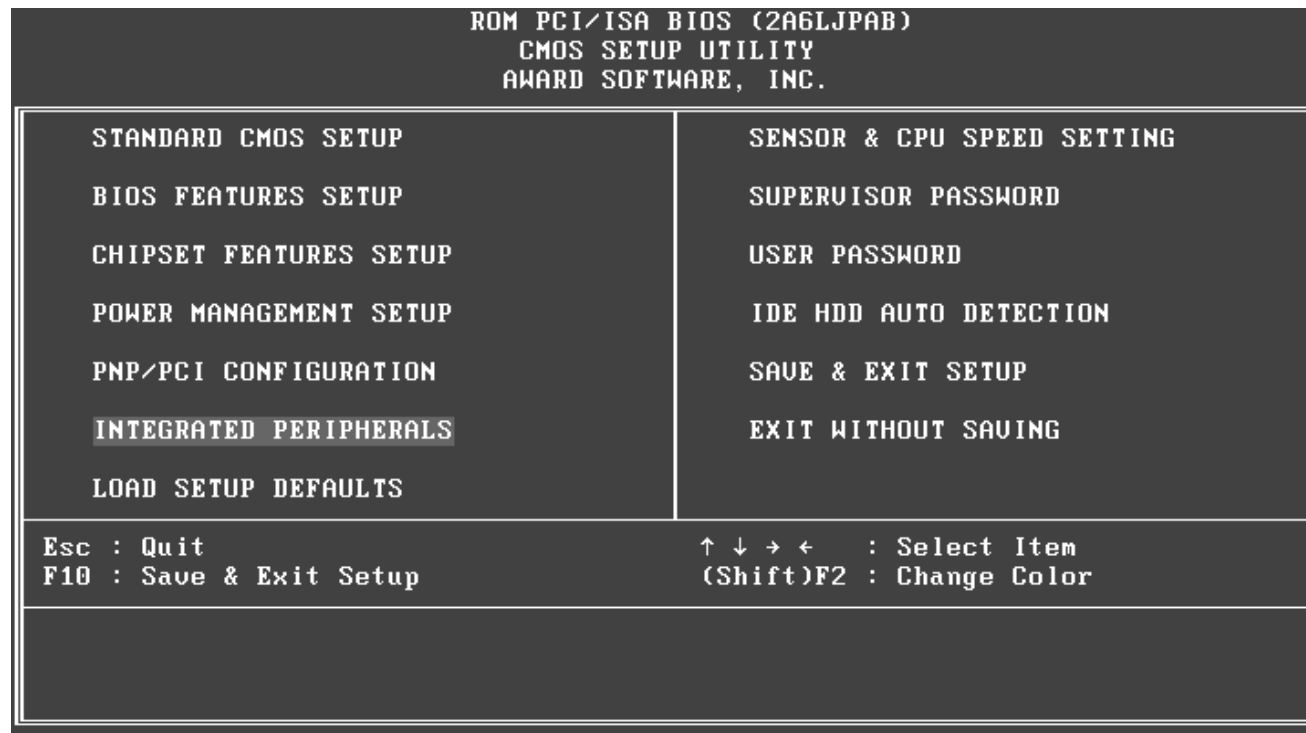 ROM PCI/ISA BIOS (2A6LJPAB)
CMOS SETUP UTILITY
AWARD SOFTWARE, INC.
STANDARD CMOS SETUP
BIOS FEATURES SETUP
CHIPSET FEATURES SETUP
POWER MANAGEMENT SETUP
PNP/PCI CONFIGURATION
INTEGRATED PERIPHERALS
LOAD SETUP DEFAULTS
SENSOR & CPU SPEED SETTING
SUPERVISOR PASSWORD
USER PASSWORD
IDE HDD AUTO DETECTION
SAVE & EXIT SETUP
EXIT WITHOUT SAVING
Esc : Quit
F10 : Save & Exit Setup
↑ ↓ → ← : Select Item
(Shift)F2 : Change Color